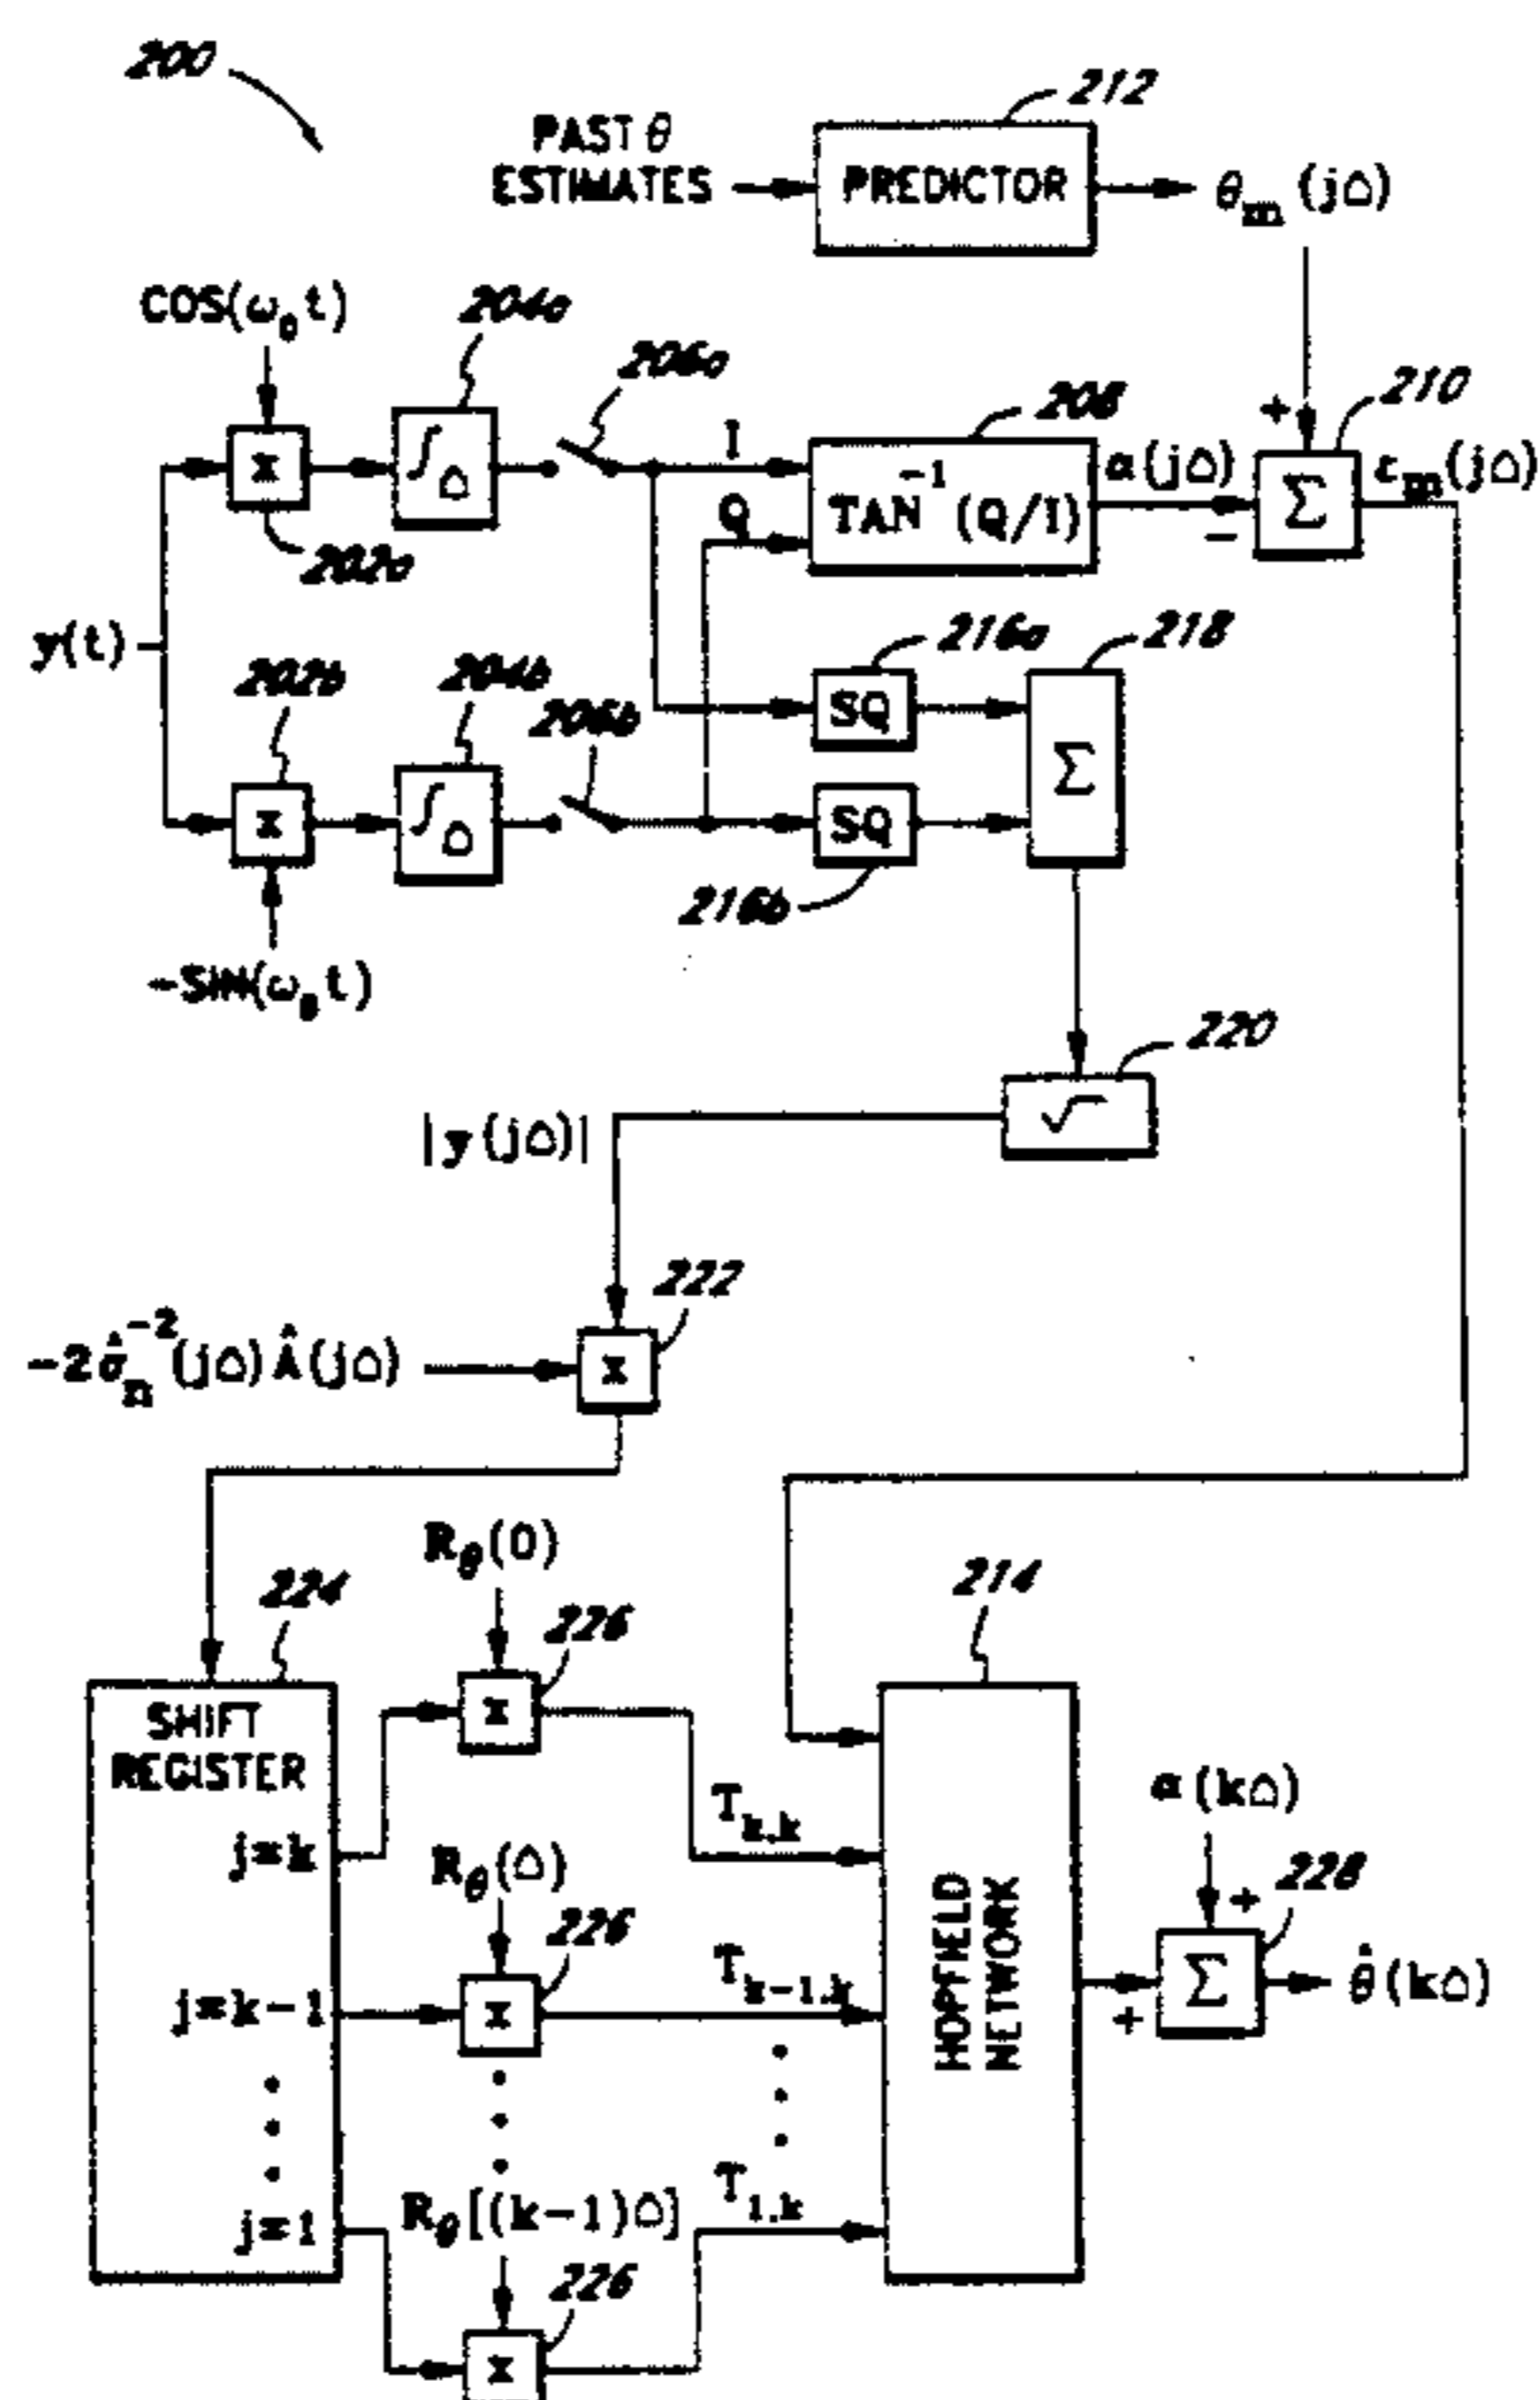 200
212
PAST θ
ESTIMATES
PREDICTOR
θm (jΔ)
COS(ω0t)
204a
206a
208
210
+
I
Q
x
∫Δ
TAN-1 (Q/I)
α(jΔ)
-
Σ
εm(jΔ)
202a
y(t)
202b
204b
206b
216a
218
SQ
Σ
x
∫Δ
SQ
216b
-SIN(ω0t)
220
√
|y(jΔ)|
222
-2σ̂n-2(jΔ)Â(jΔ)
x
Rθ(0)
224
226
214
SHIFT
REGISTER
x
j=k
Tk,k
α(kΔ)
Rθ(Δ)
226
228
+
j=k-1
x
Tk-1,k
HOPFIELD
NETWORK
+
Σ
θ̂(kΔ)
j=1
Rθ[(k-1)Δ]
T1,k
226
x